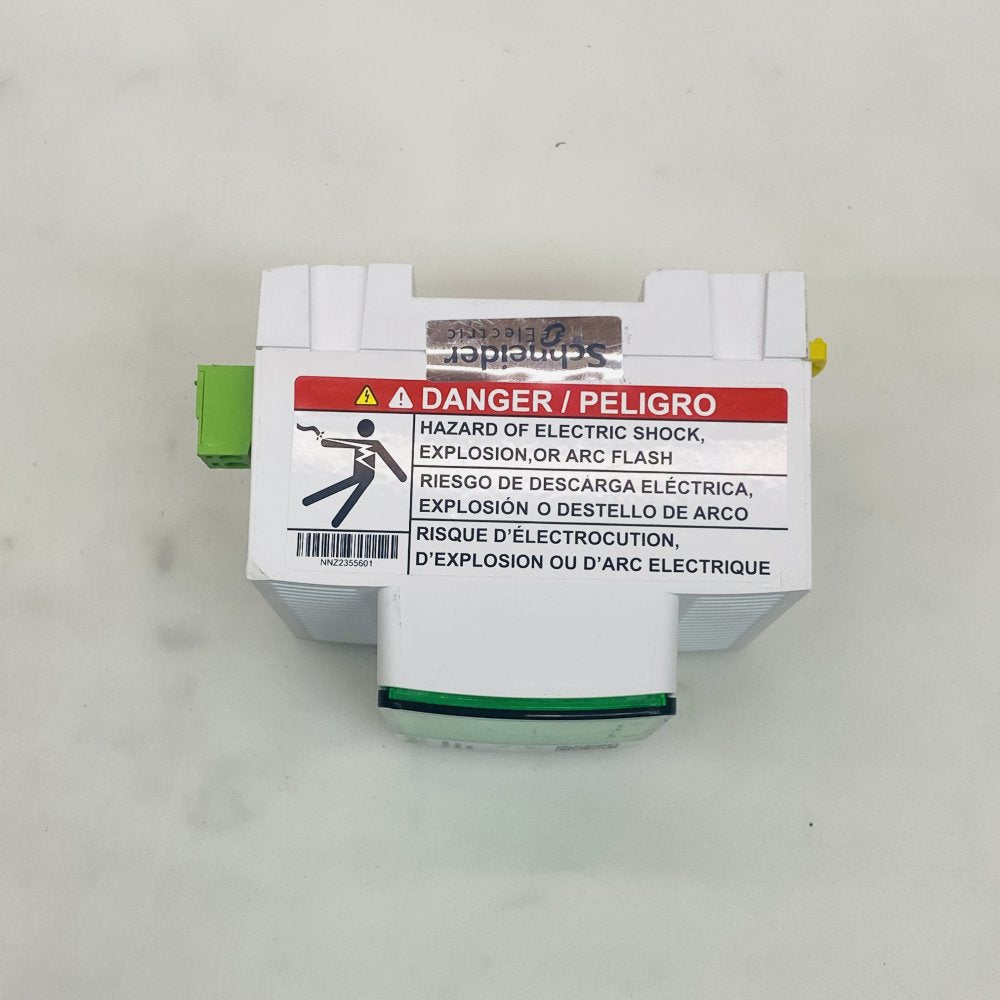 Schneider
Electric
DANGER / PELIGRO
HAZARD OF ELECTRIC SHOCK,
EXPLOSION,OR ARC FLASH
RIESGO DE DESCARGA ELÉCTRICA,
EXPLOSIÓN O DESTELLO DE ARCO
RISQUE D'ÉLECTROCUTION,
D'EXPLOSION OU D'ARC ELECTRIQUE
NNZ2355601